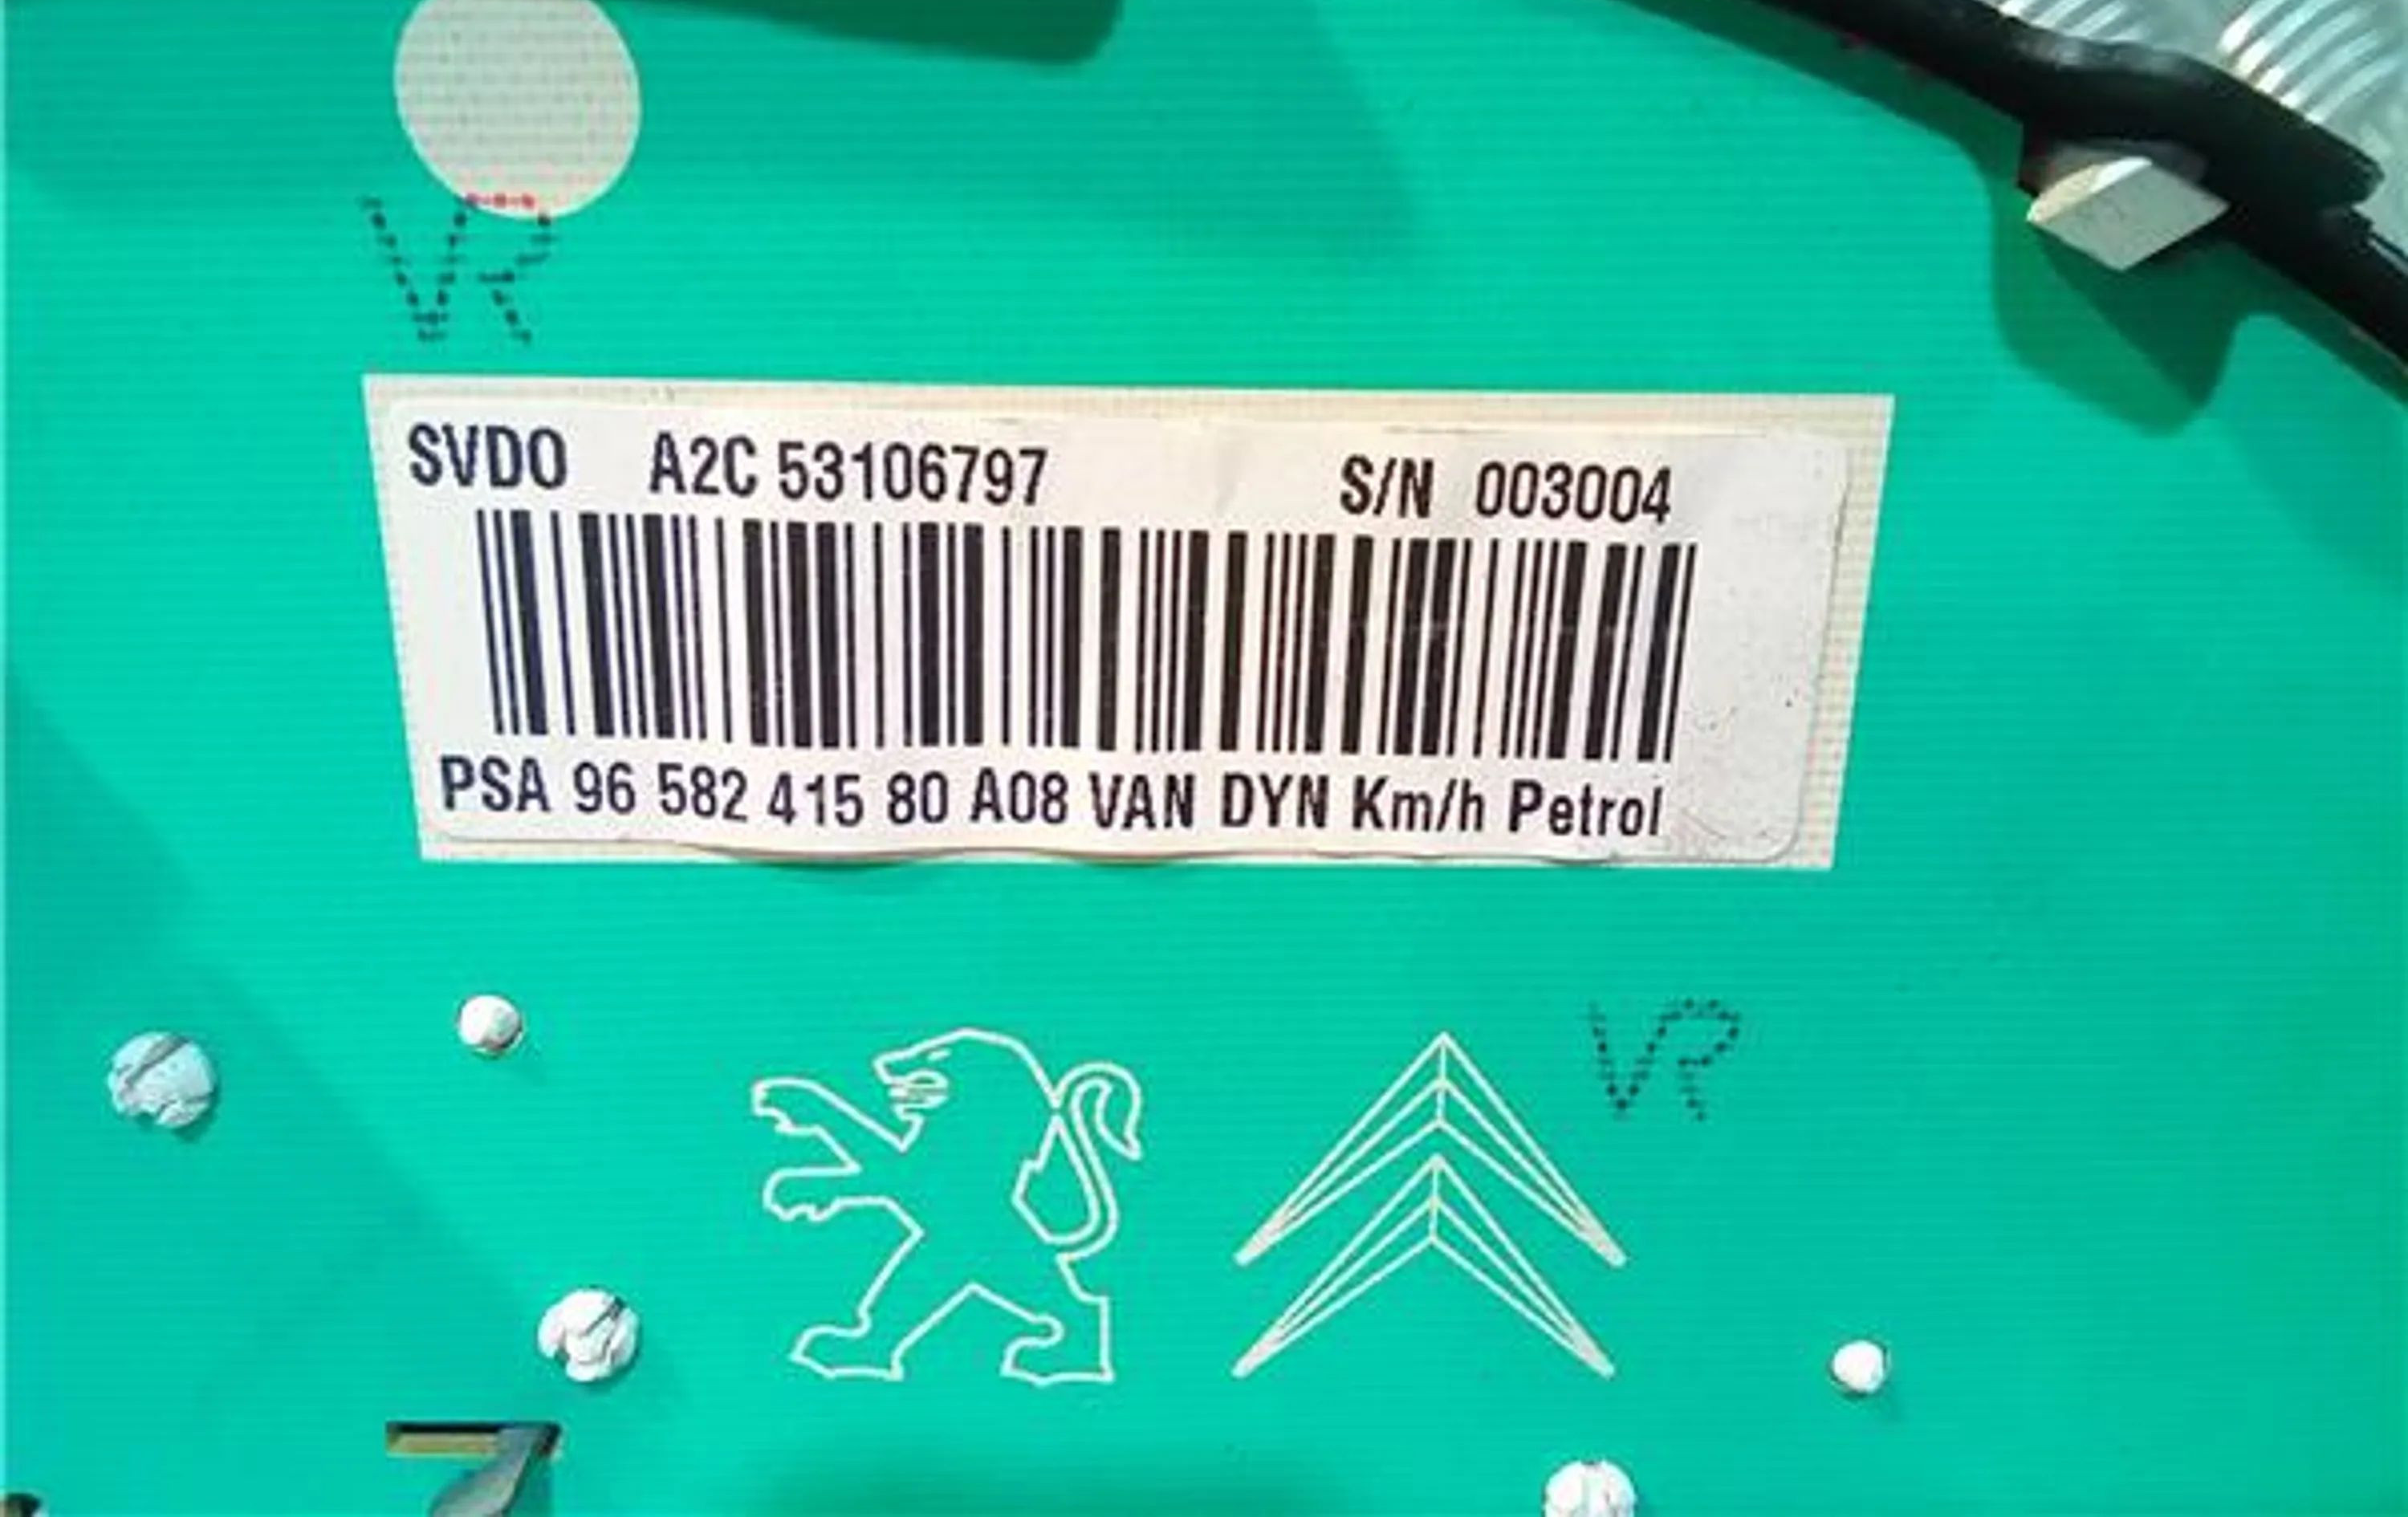 VR
SVDO A2C 53106797 S/N 003004
PSA 96 582 415 80 A08 VAN DYN Km/h Petrol
VR